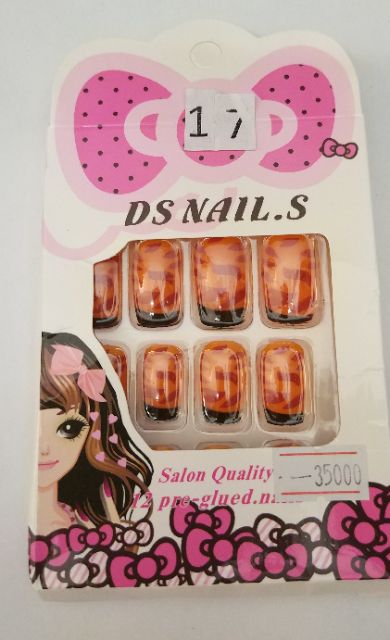 17
DS NAIL.S
Salon Quality
—35000
12 pre-glued.n